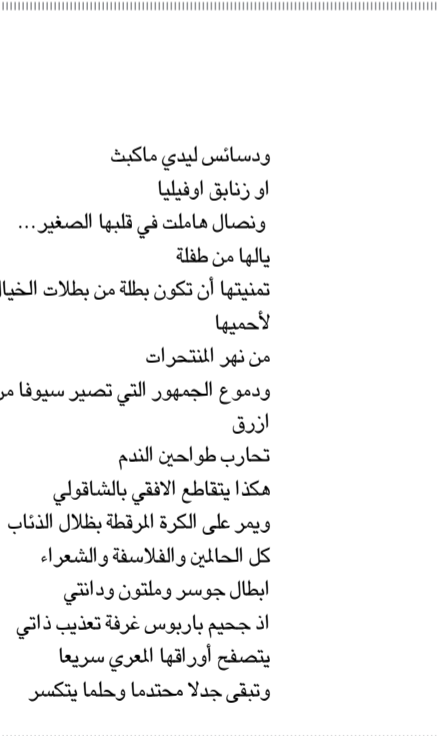 ودسائس ليدي ماكبث
او زنابق اوفيليا
ونصال هاملت في قلبها الصغير...
يالها من طفلة
تمنيتها أن تكون بطلة من بطلات
لأحميها
من نهر المنتحرات
ودموع الجمهور التي تصير سيوفا
ازرق
تحارب طواحين الندم
هكذا يتقاطع الافقي بالشاقولي
ويمر على الكرة المرقطة بظلال الذئاب
كل الحالمين والفلاسفة والشعراء
ابطال جوسر وملتون ودانتي
اذ جحيم باربوس غرفة تعذيب ذاتي
يتصفح أوراقها المعري سريعا
وتبقى جدلا محتدما وحلما يتكسر